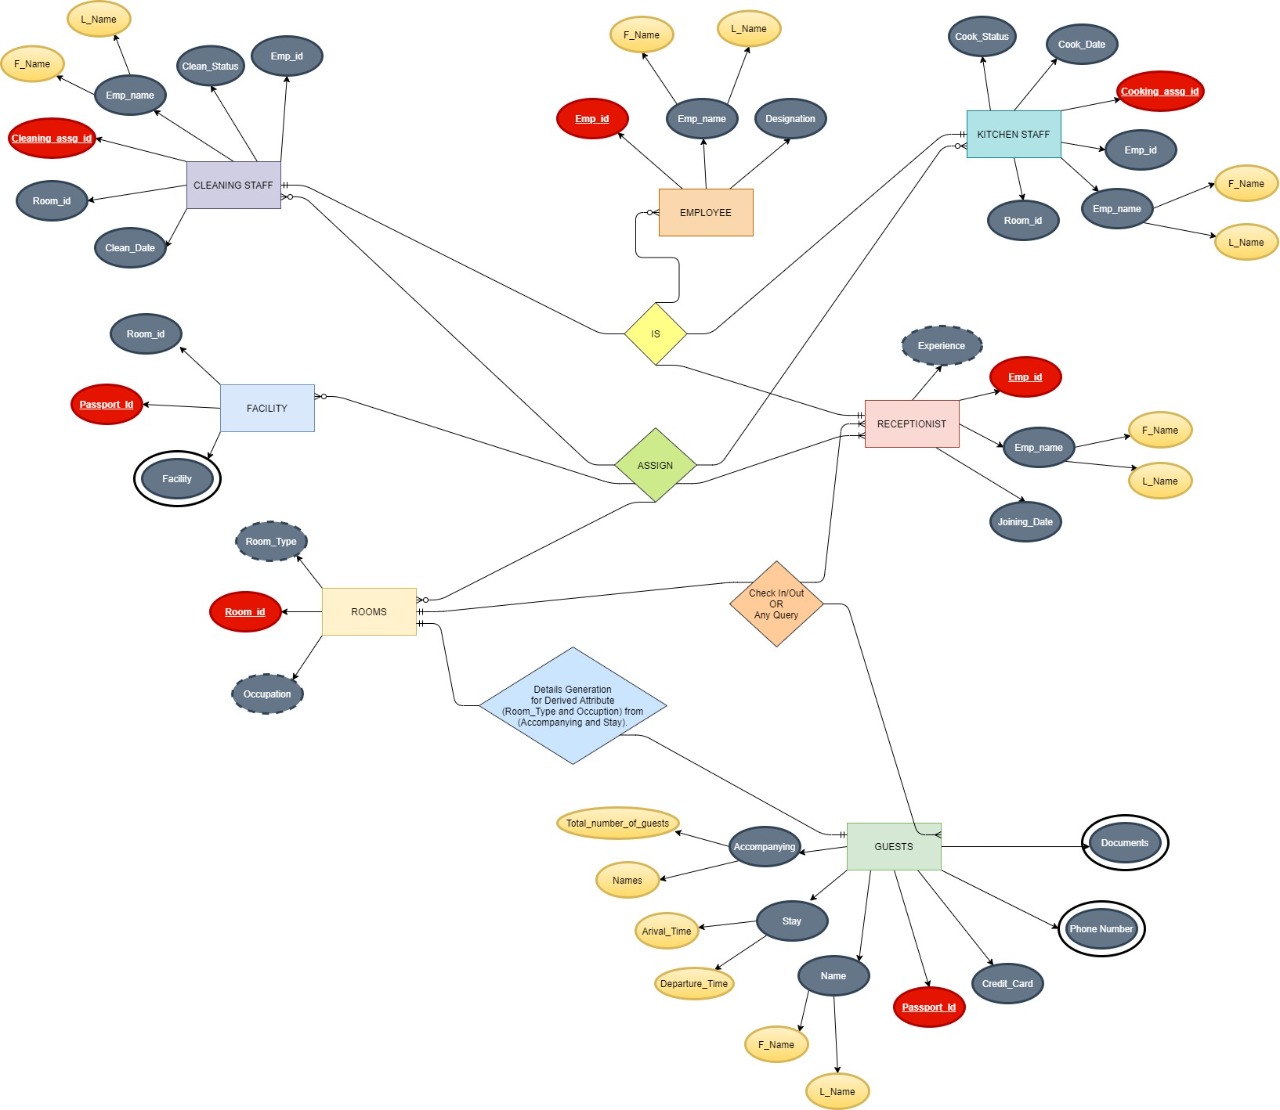 L_Name
F_Name
Emp_name
Clean_Status
Emp_id
Cleaning_assg_id
CLEANING STAFF
Room_id
Clean_Date
F_Name
L_Name
Emp_id
Emp_name
Designation
EMPLOYEE
Cook_Status
Cook_Date
Cooking_assg_id
KITCHEN STAFF
Emp_id
Emp_name
F_Name
L_Name
Room_id
IS
Room_id
Passport_Id
FACILITY
Facility
ASSIGN
Experience
Emp_id
RECEPTIONIST
Emp_name
F_Name
L_Name
Joining_Date
Room_Type
Room_id
ROOMS
Occupation
Check In/Out
OR
Any Query
Details Generation
for Derived Attribute
(Room_Type and Occuption) from
(Accompanying and Stay).
Total_number_of_guests
Accompanying
Names
GUESTS
Documents
Stay
Arival_Time
Departure_Time
Phone Number
Name
Credit_Card
Passport_Id
F_Name
L_Name